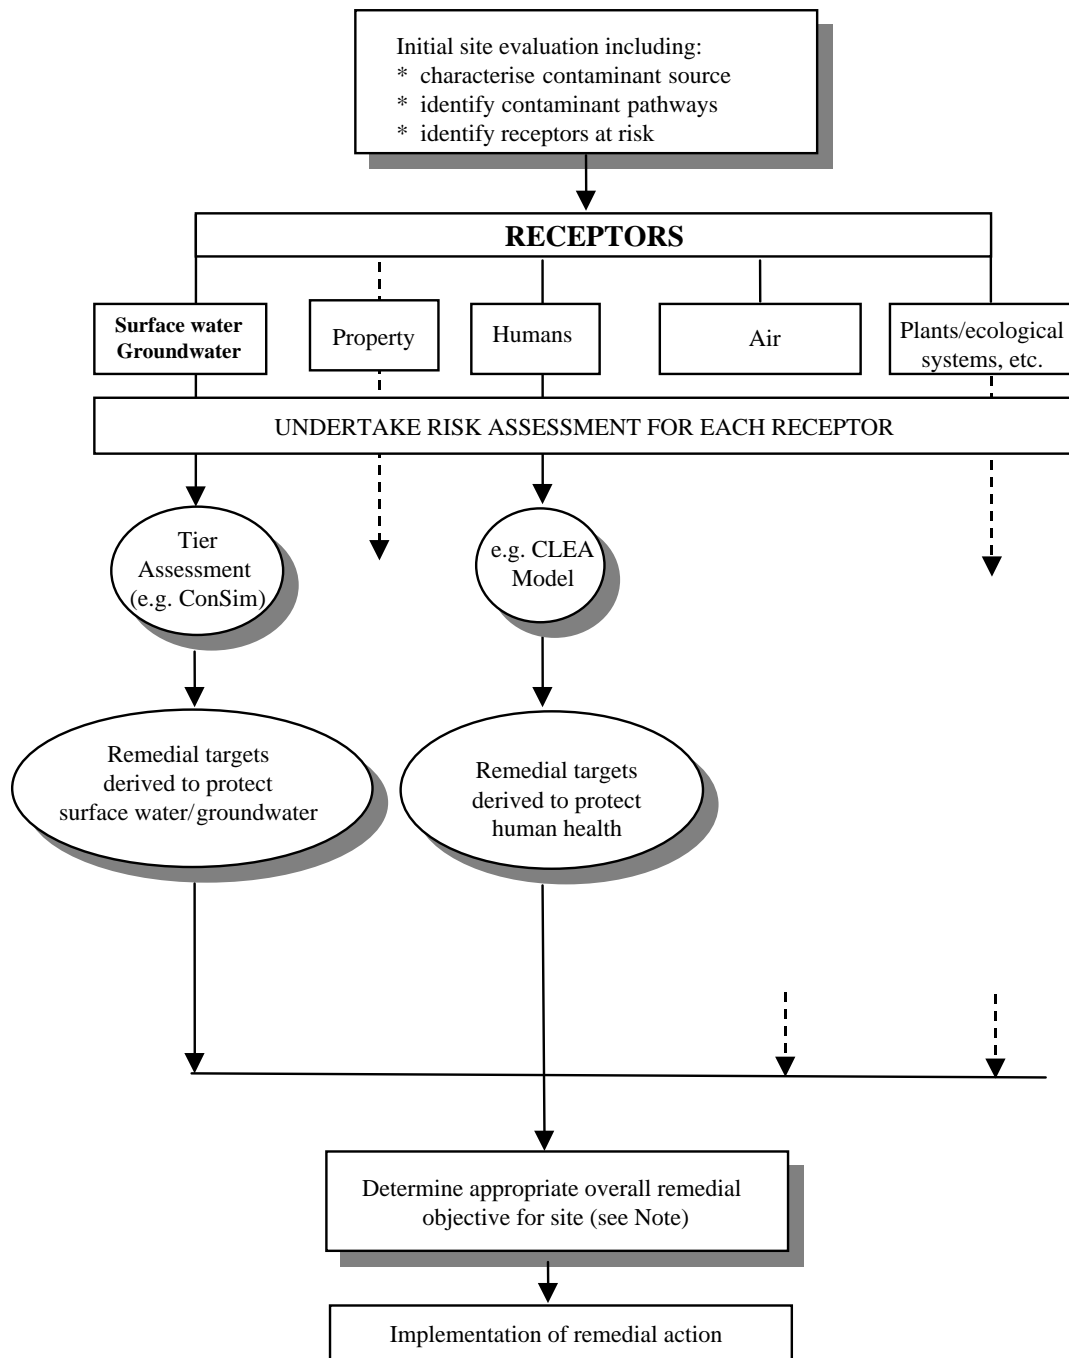 Initial site evaluation including:
* characterise contaminant source
* identify contaminant pathways
* identify receptors at risk
RECEPTORS
Surface water
Groundwater
Property
Humans
Air
Plants/ecological
systems, etc.
UNDERTAKE RISK ASSESSMENT FOR EACH RECEPTOR
Tier
Assessment
(e.g. ConSim)
e.g. CLEA
Model
Remedial targets
derived to protect
surface water/groundwater
Remedial targets
derived to protect
human health
Determine appropriate overall remedial
objective for site (see Note)
Implementation of remedial action